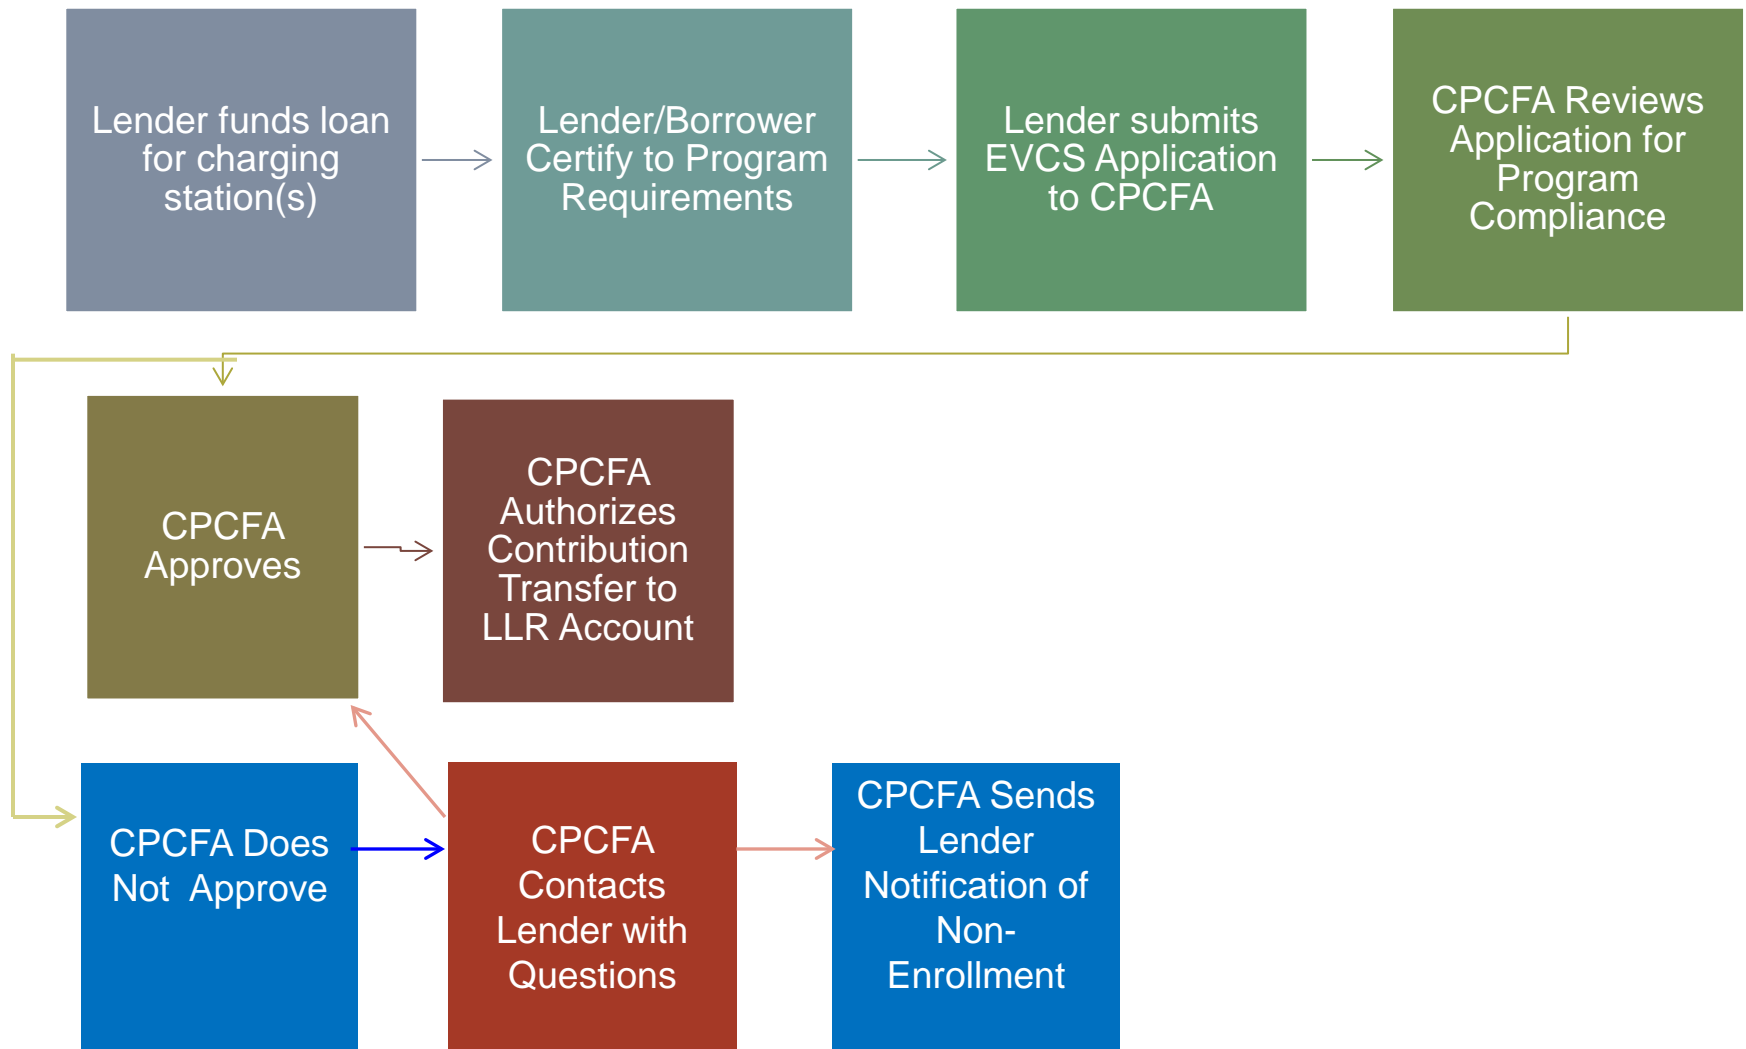 Lender funds loan
for charging
station(s)
Lender/Borrower
Certify to Program
Requirements
Lender submits
EVCS Application
to CPCFA
CPCFA Reviews
Application for
Program
Compliance
CPCFA
Approves
CPCFA
Authorizes
Contribution
Transfer to
LLR Account
CPCFA Does
Not  Approve
CPCFA
Contacts
Lender with
Questions
CPCFA Sends
Lender
Notification of
Non-
Enrollment